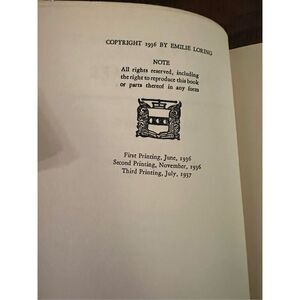 COPYRIGHT 1936 BY EMILIE LORING
NOTE
All rights reserved, including
the right to reproduce this book
or parts thereof in any form
First Printing, June, 1936
Second Printing, November, 1936
Third Printing, July, 1937